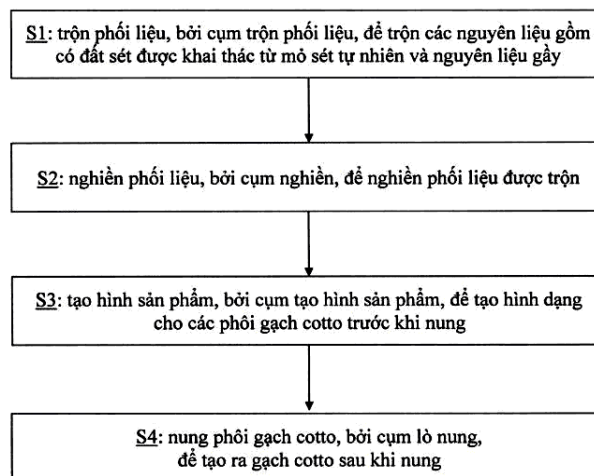 S1: trộn phối liệu, bởi cụm trộn phối liệu, để trộn các nguyên liệu gồm
có đất sét được khai thác từ mỏ sét tự nhiên và nguyên liệu gầy
S2: nghiền phối liệu, bởi cụm nghiền, để nghiền phối liệu được trộn
S3: tạo hình sản phẩm, bởi cụm tạo hình sản phẩm, để tạo hình dạng
cho các phôi gạch cotto trước khi nung
S4: nung phôi gạch cotto, bởi cụm lò nung,
để tạo ra gạch cotto sau khi nung